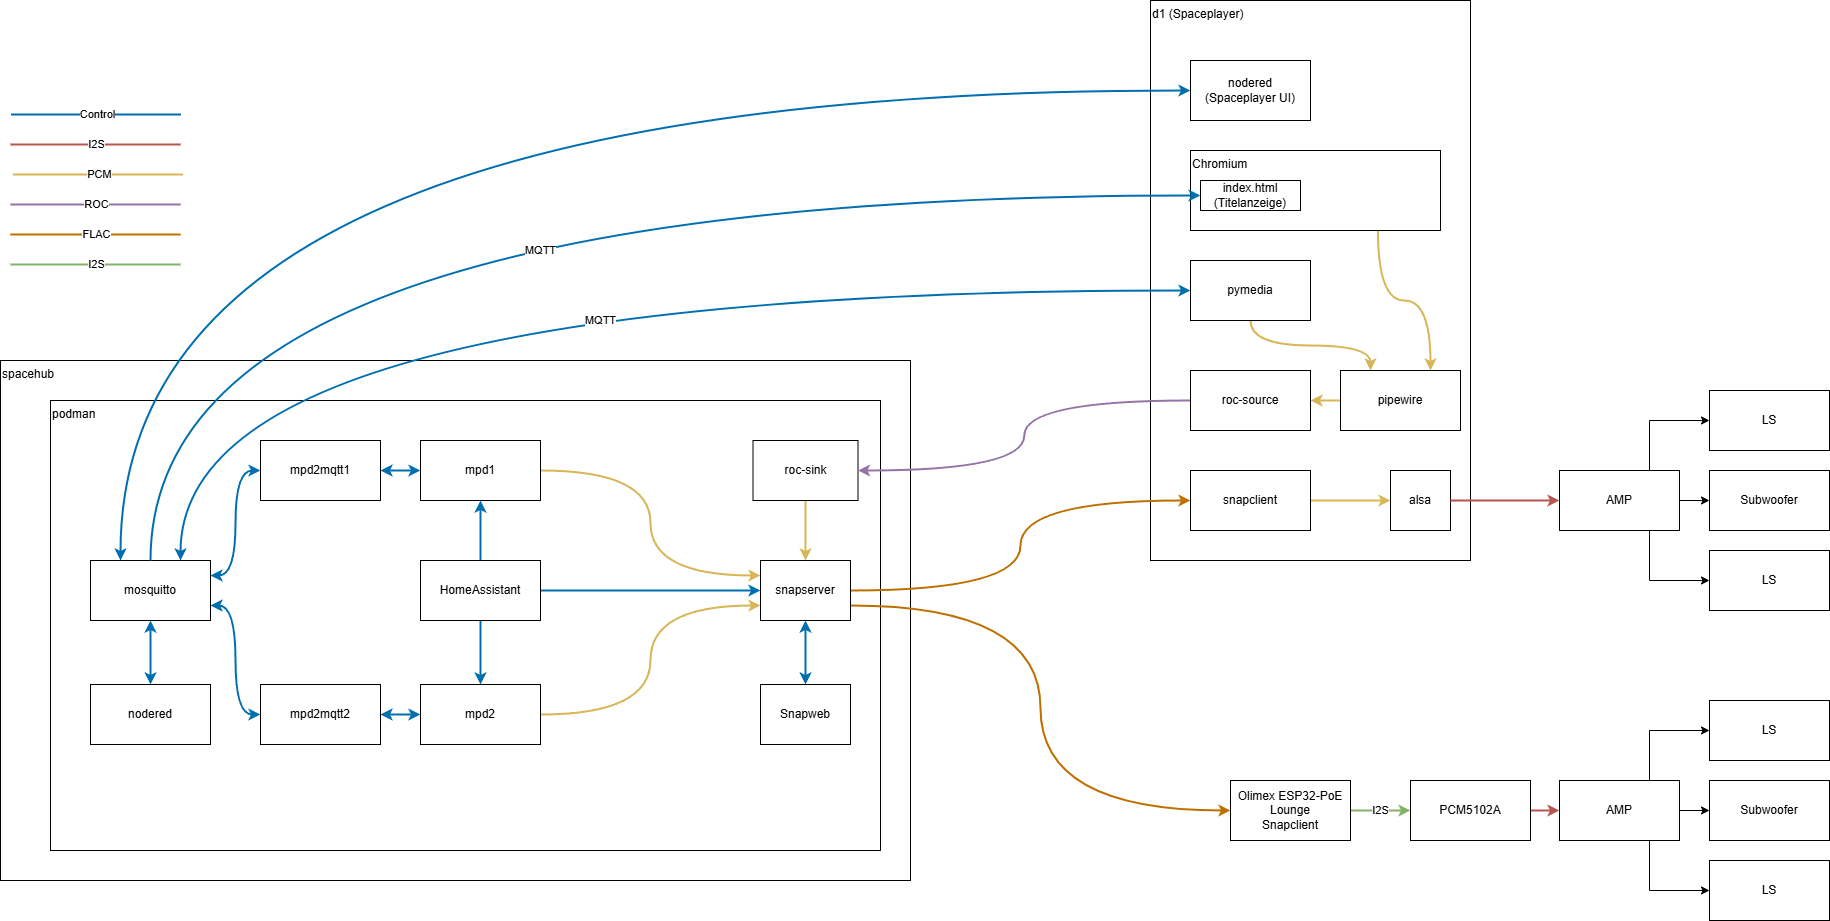 d1 (Spaceplayer)
nodered
(Spaceplayer UI)
Control
I2S
PCM
ROC
FLAC
I2S
Chromium
index.html
(Titelanzeige)
MQTT
pymedia
MQTT
spacehub
podman
roc-source
pipewire
LS
mpd2mqtt1
mpd1
roc-sink
snapclient
alsa
AMP
Subwoofer
mosquitto
HomeAssistant
snapserver
LS
nodered
mpd2mqtt2
mpd2
Snapweb
LS
Olimex ESP32-PoE
Lounge
Snapclient
I2S
PCM5102A
AMP
Subwoofer
LS